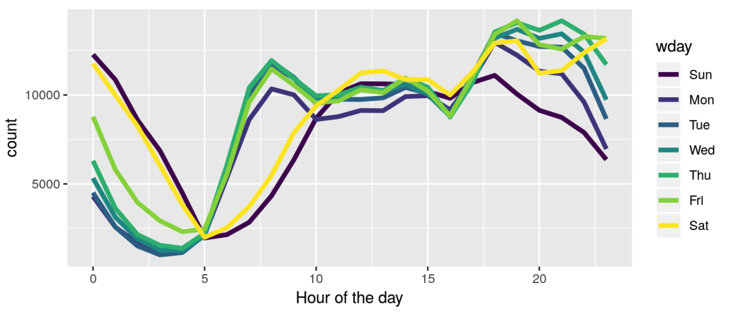 wday
Sun
Mon
Tue
Wed
Thu
Fri
Sat
count
10000
5000
0 5 10 15 20
Hour of the day